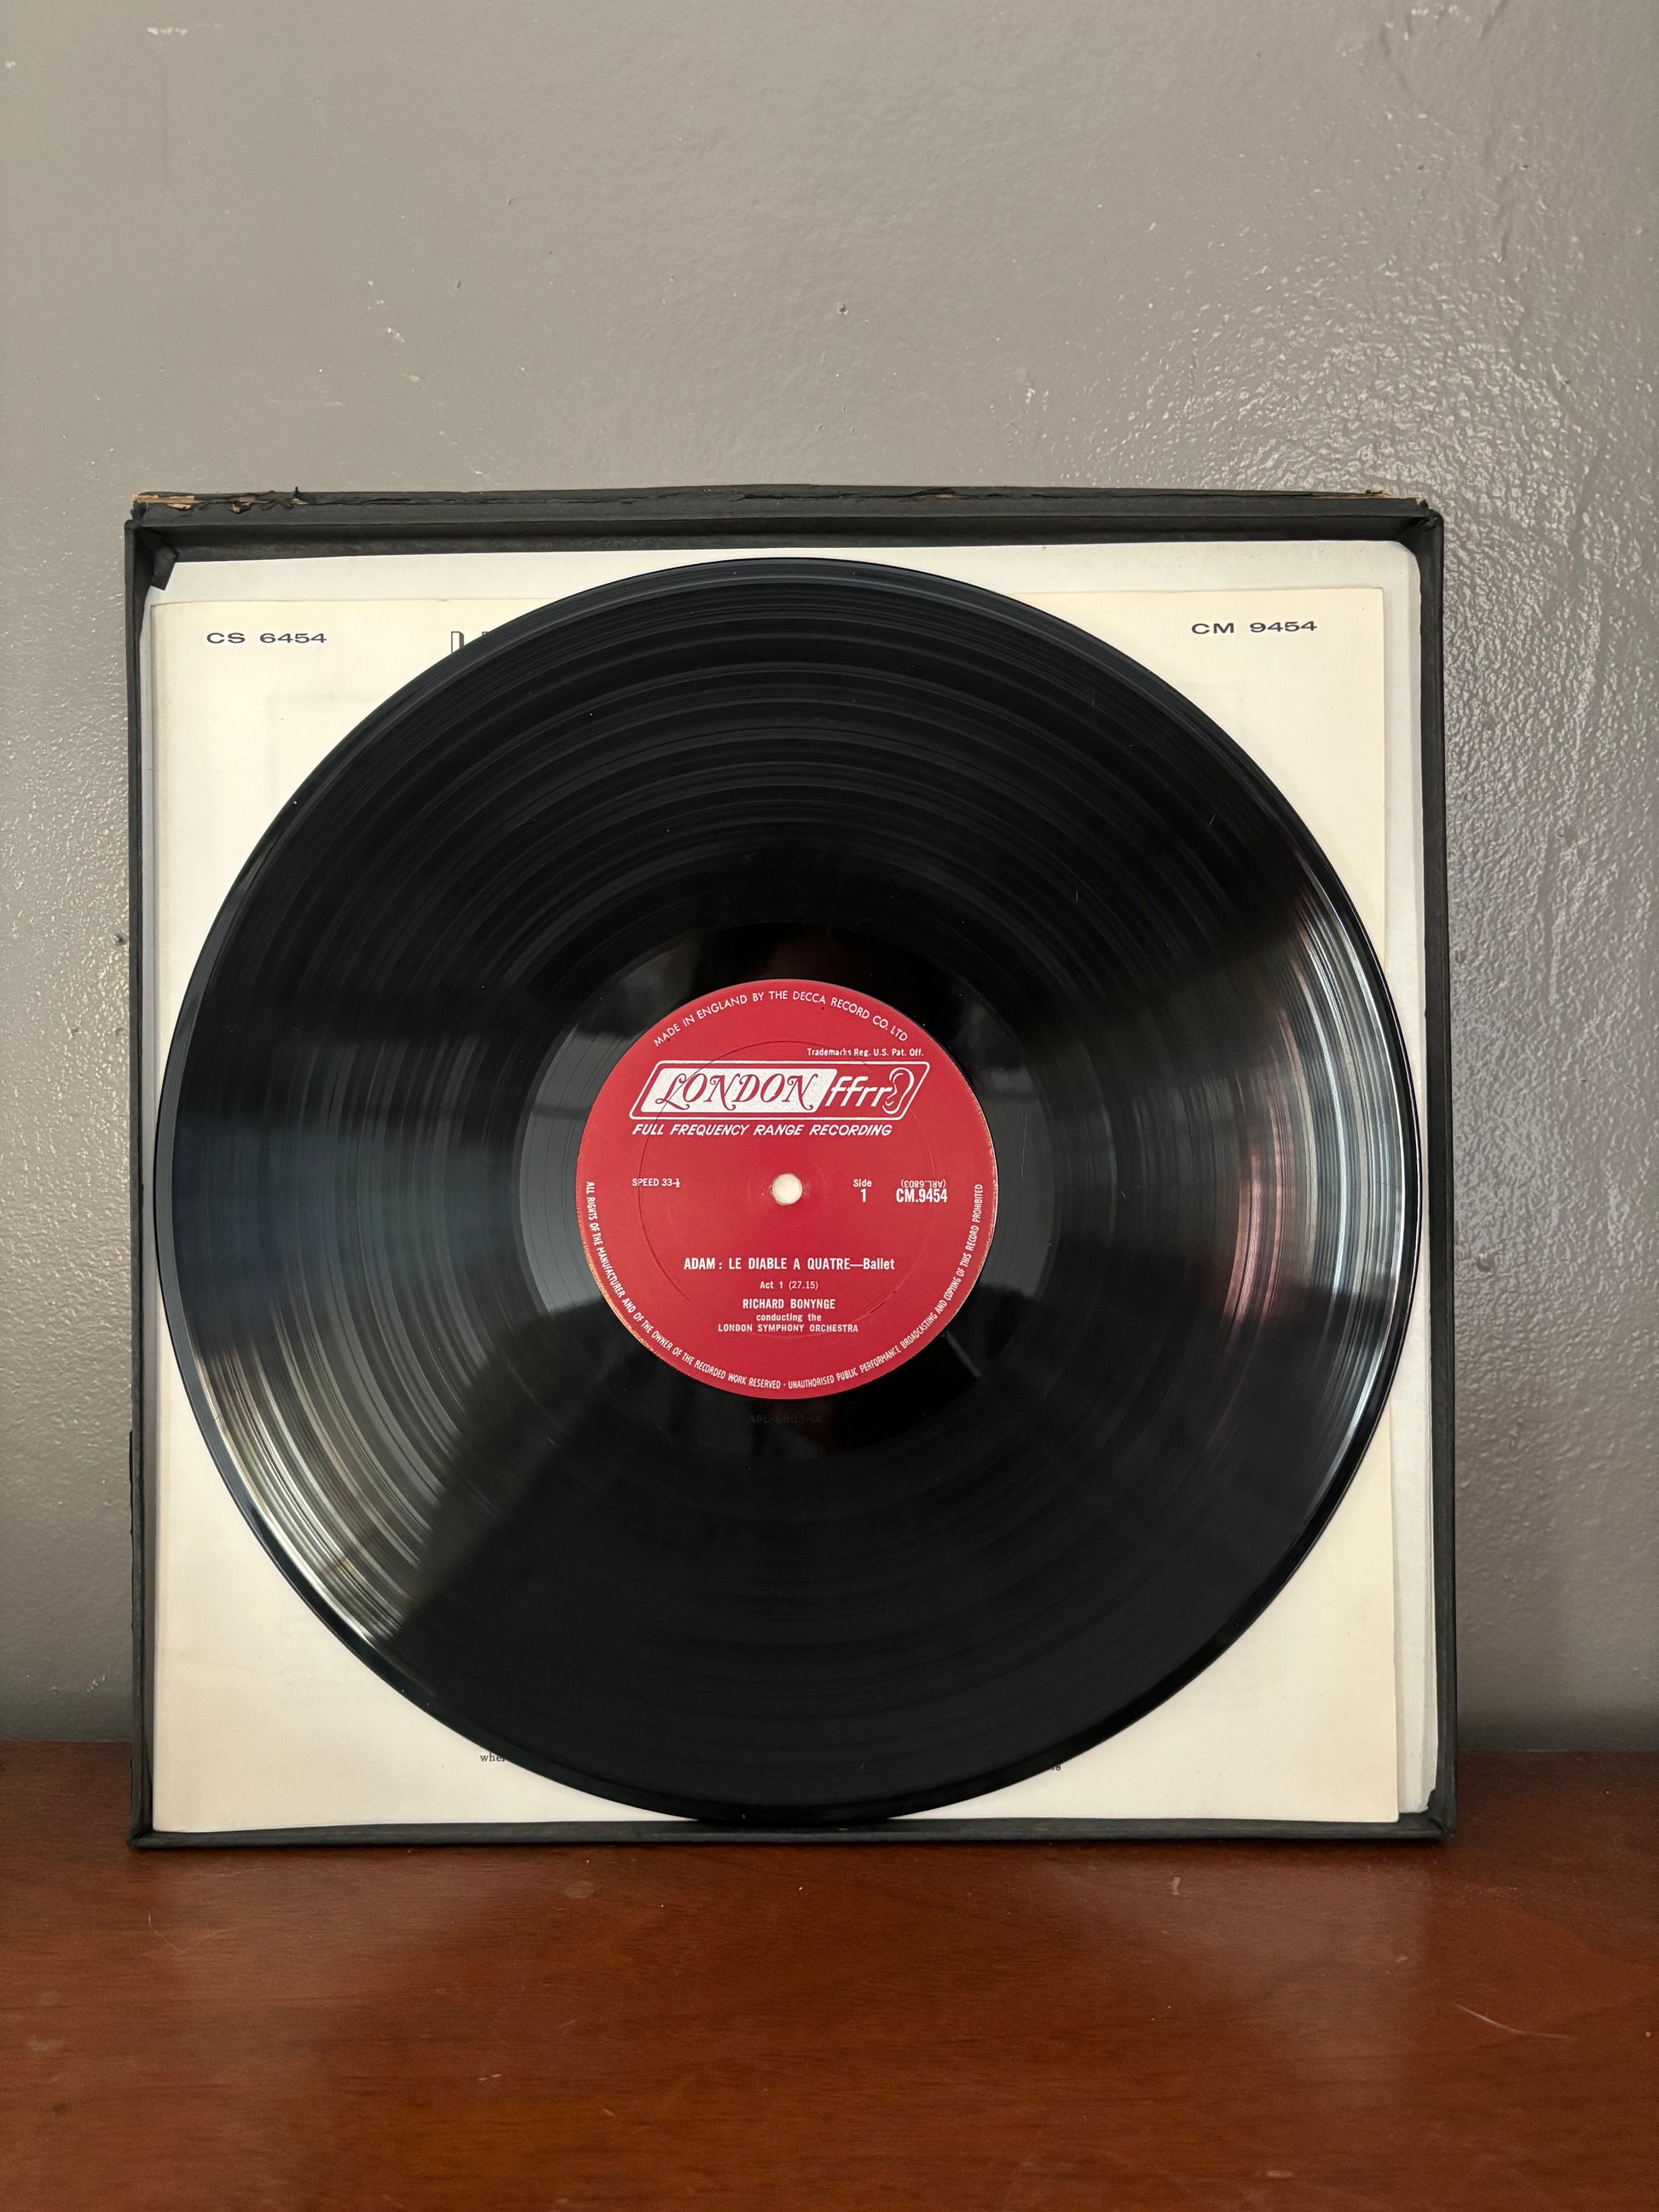 CS 6454
CM 9454
MADE IN ENGLAND BY THE DECCA RECORD CO. LTD
Trademarks Reg. U.S. Pat. Off.
LONDON ffrr
FULL FREQUENCY RANGE RECORDING
SPEED 33⅓
Side
1
(ARL.6803)
CM.9454
ADAM : LE DIABLE A QUATRE—Ballet
Act 1 (27.15)
RICHARD BONYNGE
conducting the
LONDON SYMPHONY ORCHESTRA
ALL RIGHTS OF THE MANUFACTURER AND OF THE OWNER OF THE RECORDED WORK RESERVED · UNAUTHORISED PUBLIC PERFORMANCE BROADCASTING AND COPYING OF THIS RECORD PROHIBITED
ARL-6803-1A